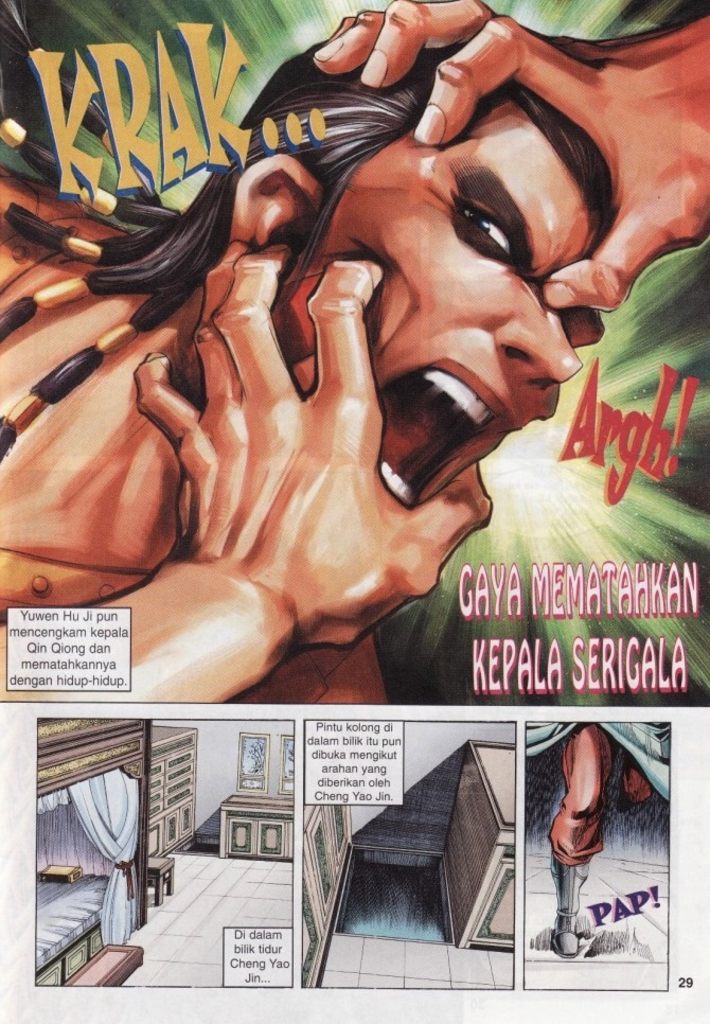 KRAK...
Argh!
GAYA MEMATAHKAN
KEPALA SERIGALA
Yuwen Hu Ji pun
mencengkam kepala
Qin Qiong dan
mematahkannya
dengan hidup-hidup.
Di dalam
bilik tidur
Cheng Yao
Jin...
Pintu kolong di
dalam bilik itu pun
dibuka mengikut
arahan yang
diberikan oleh
Cheng Yao Jin.
PAP!
29